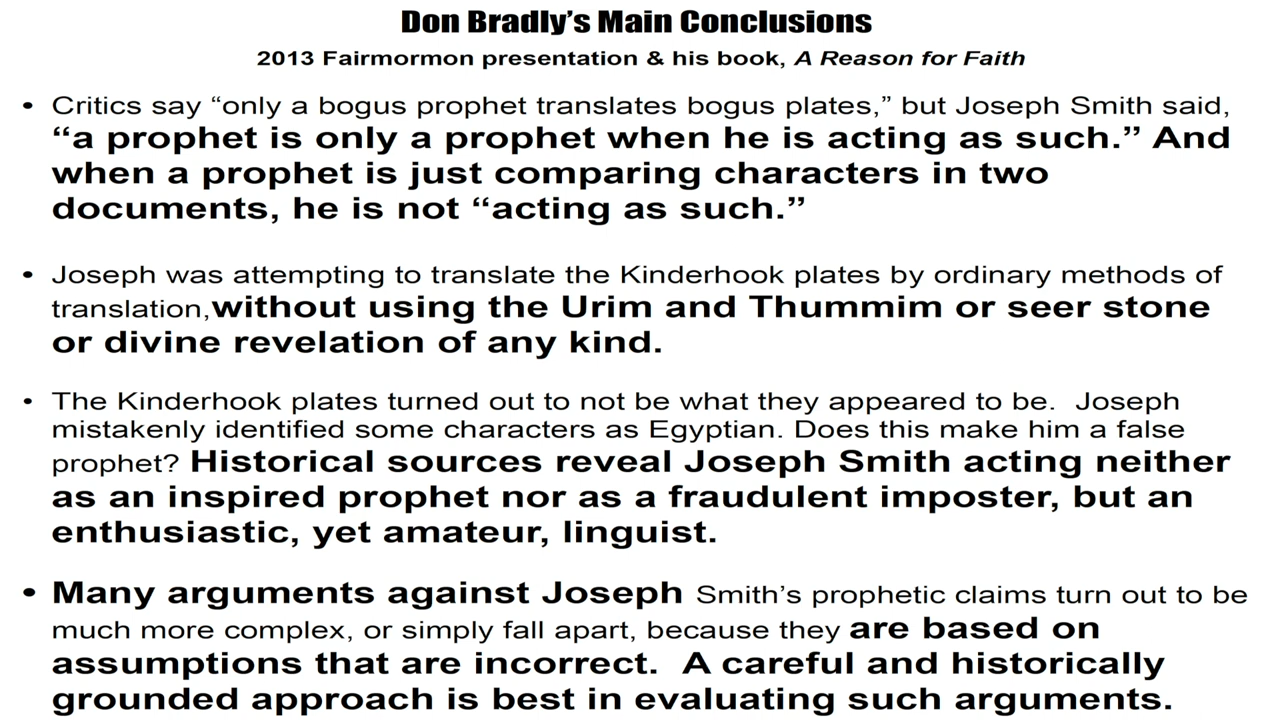 Don Bradly’s Main Conclusions
2013 Fairmormon presentation & his book, A Reason for Faith
• Critics say “only a bogus prophet translates bogus plates,” but Joseph Smith said,
“a prophet is only a prophet when he is acting as such.” And
when a prophet is just comparing characters in two
documents, he is not “acting as such.”
• Joseph was attempting to translate the Kinderhook plates by ordinary methods of
translation,without using the Urim and Thummim or seer stone
or divine revelation of any kind.
• The Kinderhook plates turned out to not be what they appeared to be.  Joseph
mistakenly identified some characters as Egyptian. Does this make him a false
prophet? Historical sources reveal Joseph Smith acting neither
as an inspired prophet nor as a fraudulent imposter, but an
enthusiastic, yet amateur, linguist.
• Many arguments against Joseph Smith’s prophetic claims turn out to be
much more complex, or simply fall apart, because they are based on
assumptions that are incorrect.  A careful and historically
grounded approach is best in evaluating such arguments.